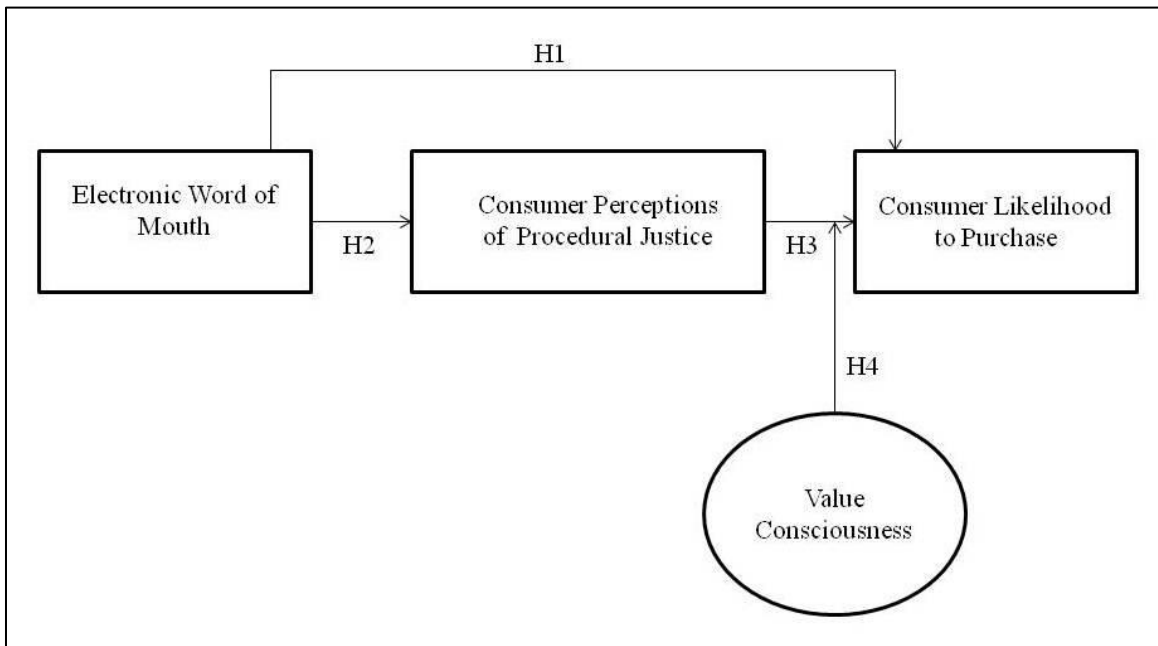 H1
Electronic Word of
Mouth
H2
Consumer Perceptions
of Procedural Justice
H3
Consumer Likelihood
to Purchase
H4
Value
Consciousness